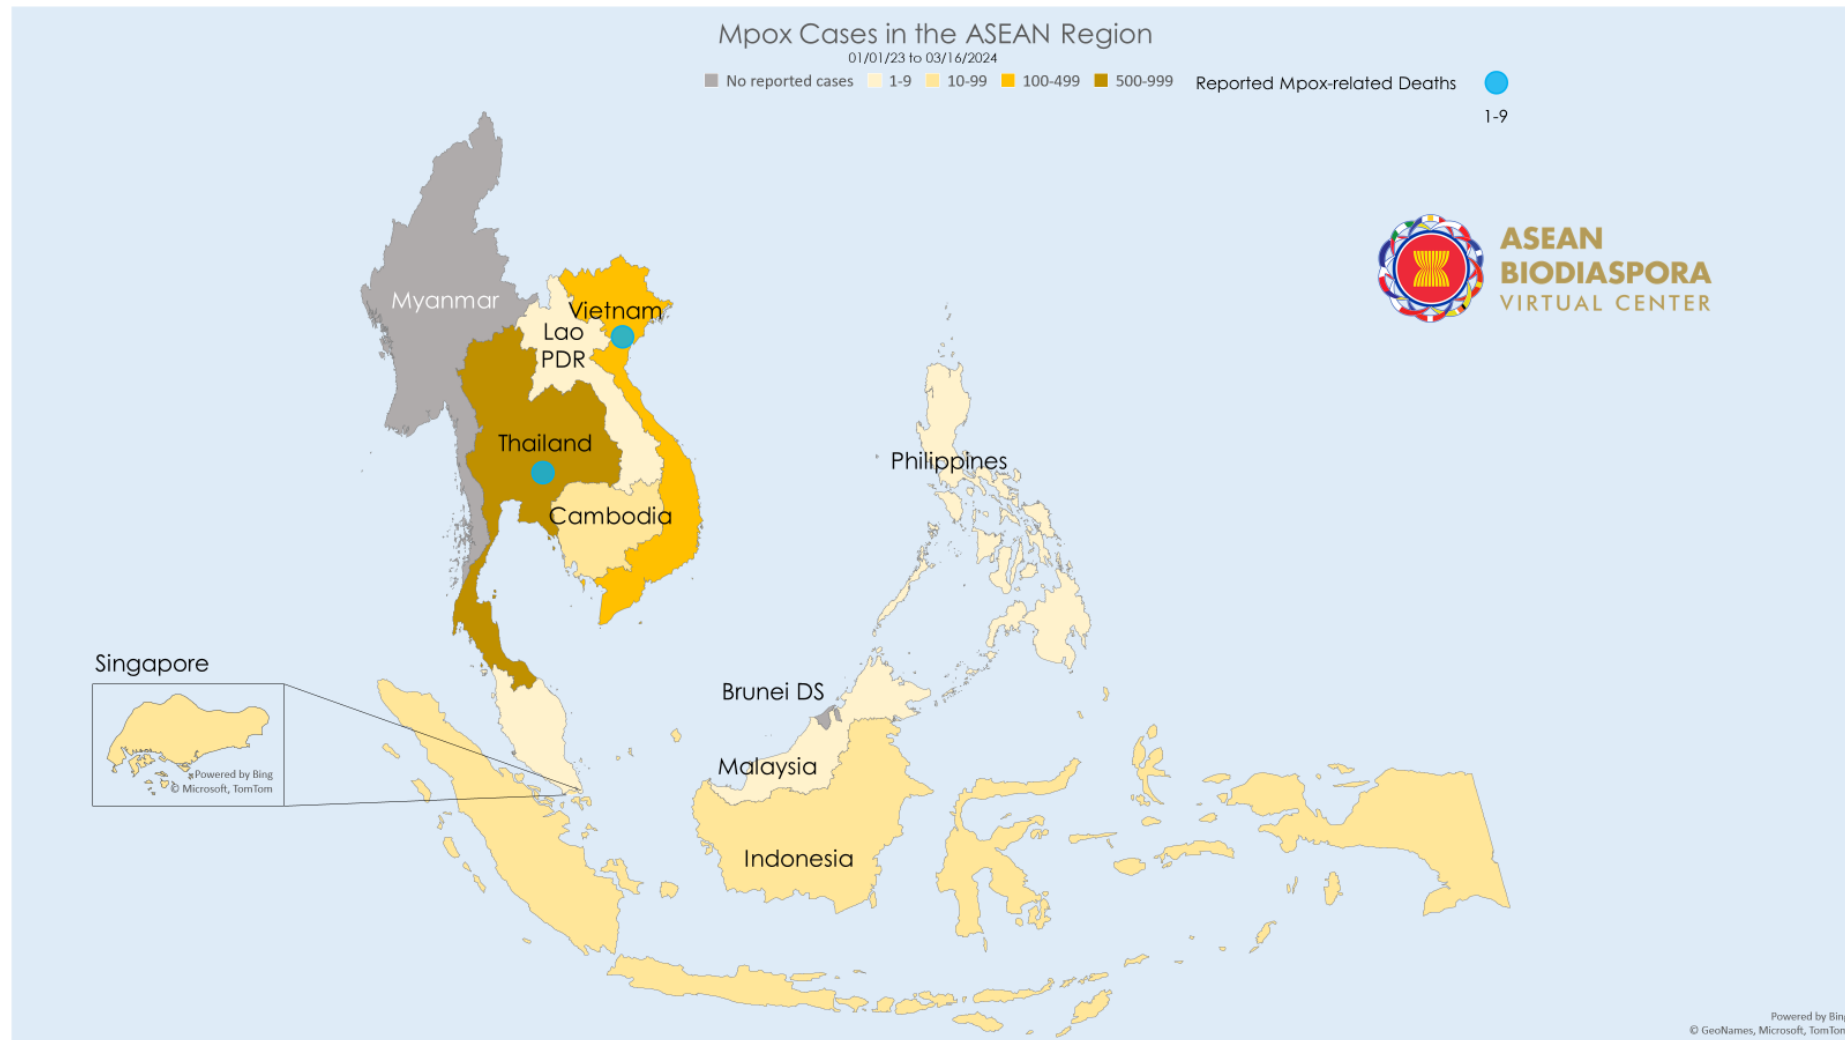 Mpox Cases in the ASEAN Region
01/01/23 to 03/16/2024
No reported cases 1-9 10-99 100-499 500-999 Reported Mpox-related Deaths
1-9
ASEAN
BIODIASPORA
VIRTUAL CENTER
Myanmar
Vietnam
Lao
PDR
Thailand
Philippines
Cambodia
Singapore
Brunei DS
Malaysia
Powered by Bing
© Microsoft, TomTom
Indonesia
Powered by Bing
© GeoNames, Microsoft, TomTom